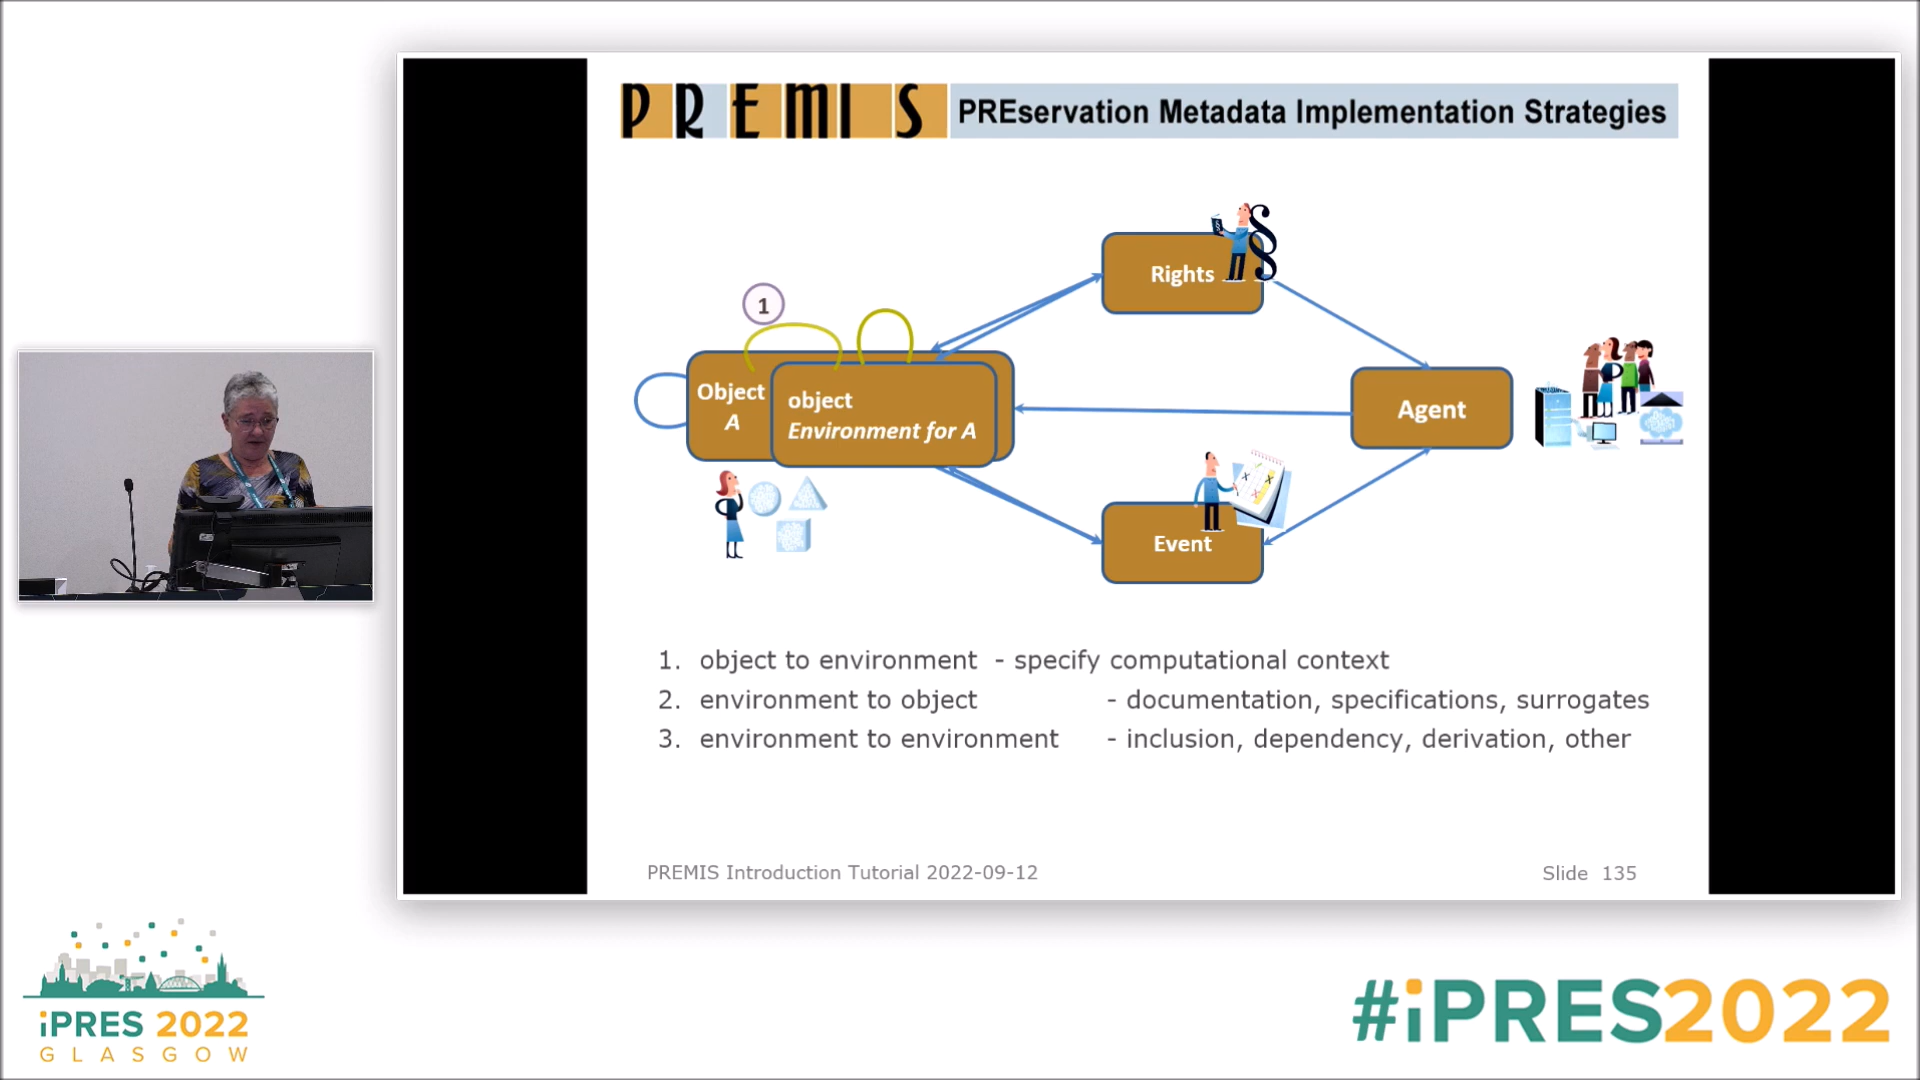 PREMIS PREservation Metadata Implementation Strategies
Rights
1
Object
A
object
Environment for A
Agent
Event
1. object to environment - specify computational context
2. environment to object - documentation, specifications, surrogates
3. environment to environment - inclusion, dependency, derivation, other
PREMIS Introduction Tutorial 2022-09-12
Slide 135
iPRES 2022
GLASGOW
#iPRES2022